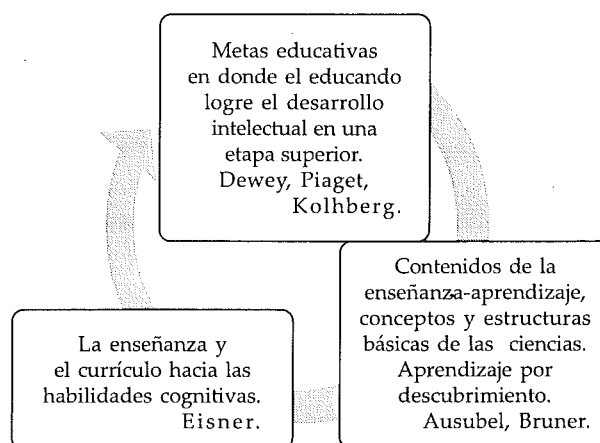 Metas educativas
en donde el educando
logre el desarrollo
intelectual en una
etapa superior.
Dewey, Piaget,
Kolhberg.
Contenidos de la
enseñanza-aprendizaje,
conceptos y estructuras
básicas de las ciencias.
Aprendizaje por
descubrimiento.
Ausubel, Bruner.
La enseñanza y
el currículo hacia las
habilidades cognitivas.
Eisner.